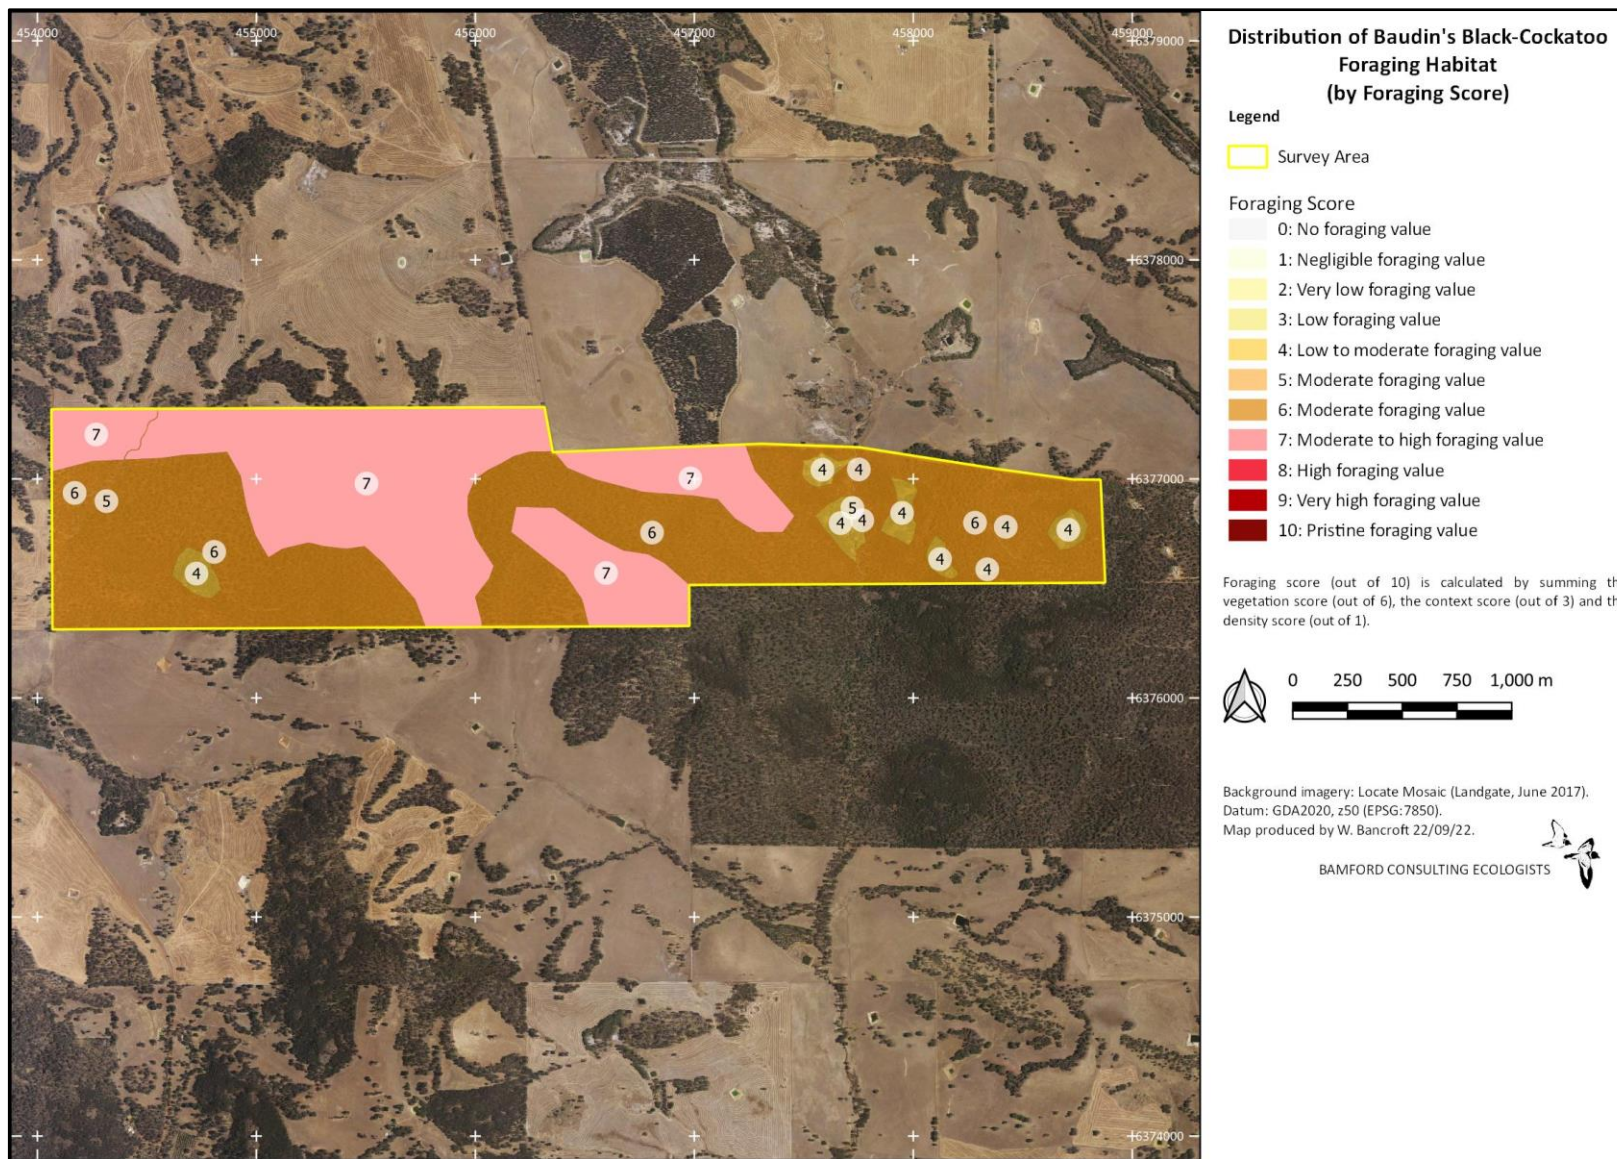 454000 455000 456000 457000 458000 459000
6379000
6378000
6377000
6376000
6375000
6374000
7
7
7
6
5
6
4
6
7
4
4
5
4
4
4
6
4
4
4
4
Distribution of Baudin's Black-Cockatoo
Foraging Habitat
(by Foraging Score)
Legend
Survey Area
Foraging Score
0: No foraging value
1: Negligible foraging value
2: Very low foraging value
3: Low foraging value
4: Low to moderate foraging value
5: Moderate foraging value
6: Moderate foraging value
7: Moderate to high foraging value
8: High foraging value
9: Very high foraging value
10: Pristine foraging value
Foraging score (out of 10) is calculated by summing th
vegetation score (out of 6), the context score (out of 3) and th
density score (out of 1).
0 250 500 750 1,000 m
Background imagery: Locate Mosaic (Landgate, June 2017).
Datum: GDA2020, z50 (EPSG:7850).
Map produced by W. Bancroft 22/09/22.
BAMFORD CONSULTING ECOLOGISTS